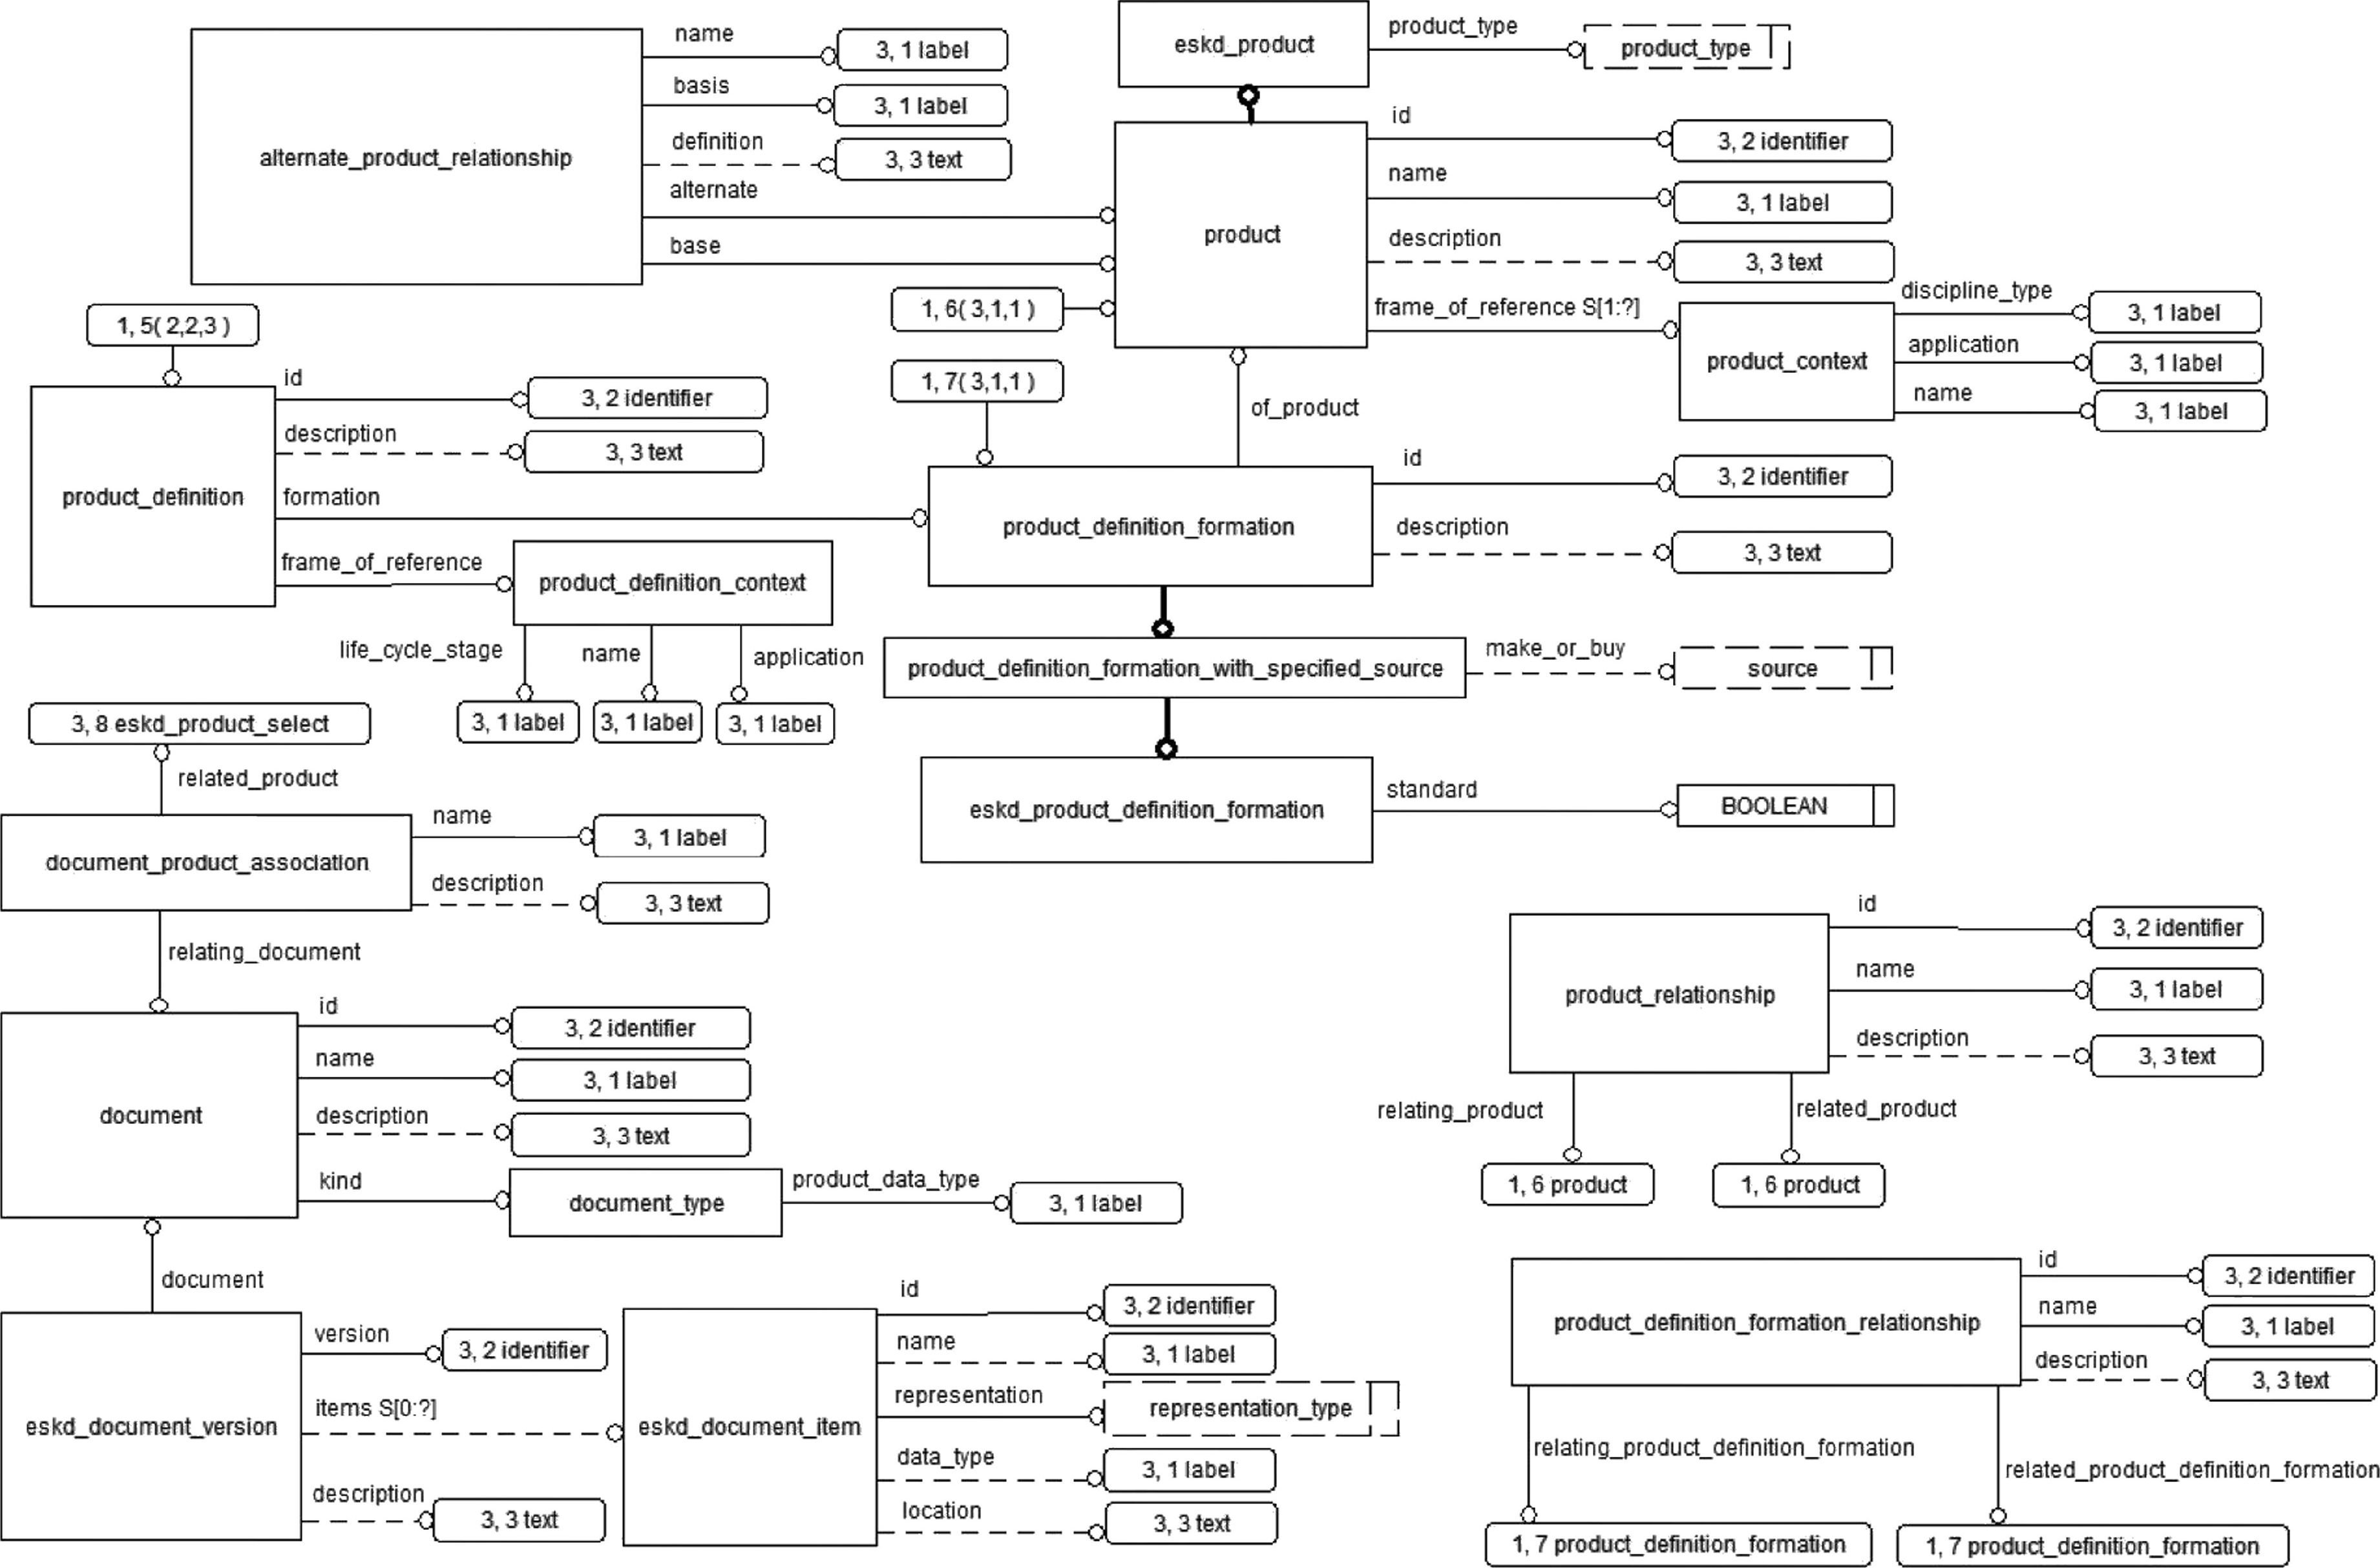 name
3, 1 label
basis
3, 1 label
definition
3, 3 text
alternate
base
alternate_product_relationship
eskd_product
product_type
product_type
product
id
3, 2 identifier
name
3, 1 label
description
3, 3 text
frame_of_reference S[1:?]
product_context
discipline_type
3, 1 label
application
3, 1 label
name
3, 1 label
1, 6( 3,1,1 )
1, 5( 2,2,3 )
1, 7( 3,1,1 )
of_product
product_definition
id
3, 2 identifier
description
3, 3 text
formation
frame_of_reference
product_definition_context
life_cycle_stage
name
application
3, 1 label
3, 1 label
3, 1 label
product_definition_formation
id
3, 2 identifier
description
3, 3 text
product_definition_formation_with_specified_source
make_or_buy
source
eskd_product_definition_formation
standard
BOOLEAN
3, 8 eskd_product_select
related_product
document_product_association
name
3, 1 label
description
3, 3 text
relating_document
document
id
3, 2 identifier
name
3, 1 label
description
3, 3 text
kind
document_type
product_data_type
3, 1 label
document
eskd_document_version
version
3, 2 identifier
items S[0:?]
description
3, 3 text
eskd_document_item
id
3, 2 identifier
name
3, 1 label
representation
representation_type
data_type
3, 1 label
location
3, 3 text
product_relationship
id
3, 2 identifier
name
3, 1 label
description
3, 3 text
relating_product
related_product
1, 6 product
1, 6 product
product_definition_formation_relationship
id
3, 2 identifier
name
3, 1 label
description
3, 3 text
relating_product_definition_formation
related_product_definition_formation
1, 7 product_definition_formation
1, 7 product_definition_formation